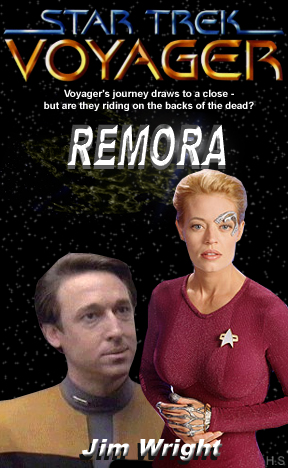 STAR TREK
VOYAGER
Voyager's journey draws to a close -
but are they riding on the backs of the dead?
REMORA
Jim Wright
H.S